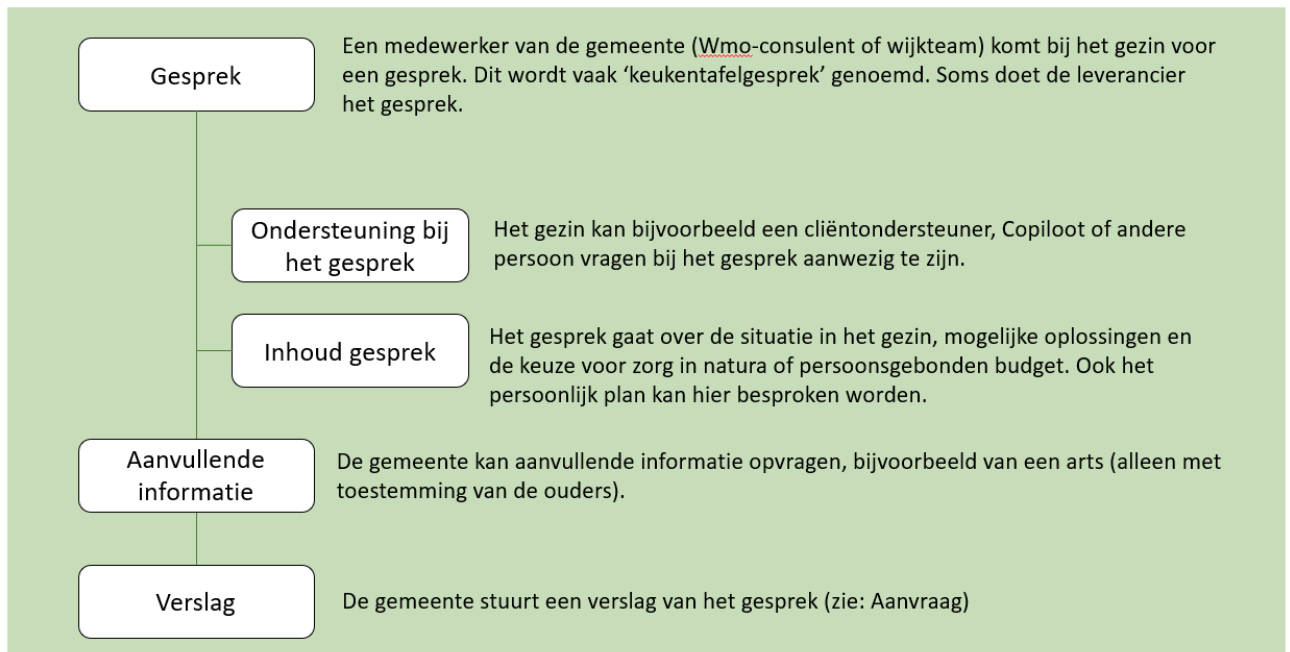 Gesprek
Een medewerker van de gemeente (Wmo-consulent of wijkteam) komt bij het gezin voor
een gesprek. Dit wordt vaak ‘keukentafelgesprek’ genoemd. Soms doet de leverancier
het gesprek.
Ondersteuning bij
het gesprek
Het gezin kan bijvoorbeeld een cliëntondersteuner, Copiloot of andere
persoon vragen bij het gesprek aanwezig te zijn.
Inhoud gesprek
Het gesprek gaat over de situatie in het gezin, mogelijke oplossingen en
de keuze voor zorg in natura of persoonsgebonden budget. Ook het
persoonlijk plan kan hier besproken worden.
Aanvullende
informatie
De gemeente kan aanvullende informatie opvragen, bijvoorbeeld van een arts (alleen met
toestemming van de ouders).
Verslag
De gemeente stuurt een verslag van het gesprek (zie: Aanvraag)